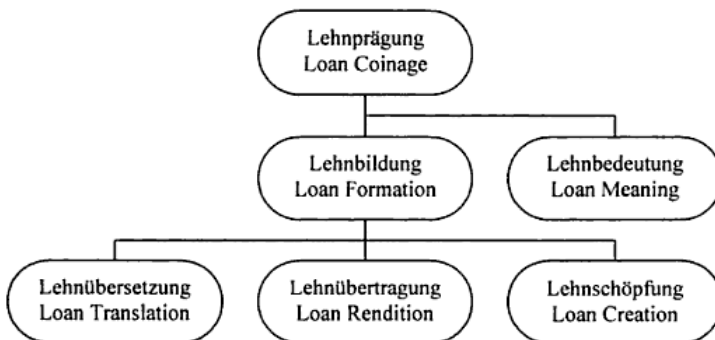 Lehnprägung
Loan Coinage
Lehnbildung
Loan Formation
Lehnbedeutung
Loan Meaning
Lehnübersetzung
Loan Translation
Lehnübertragung
Loan Rendition
Lehnschöpfung
Loan Creation